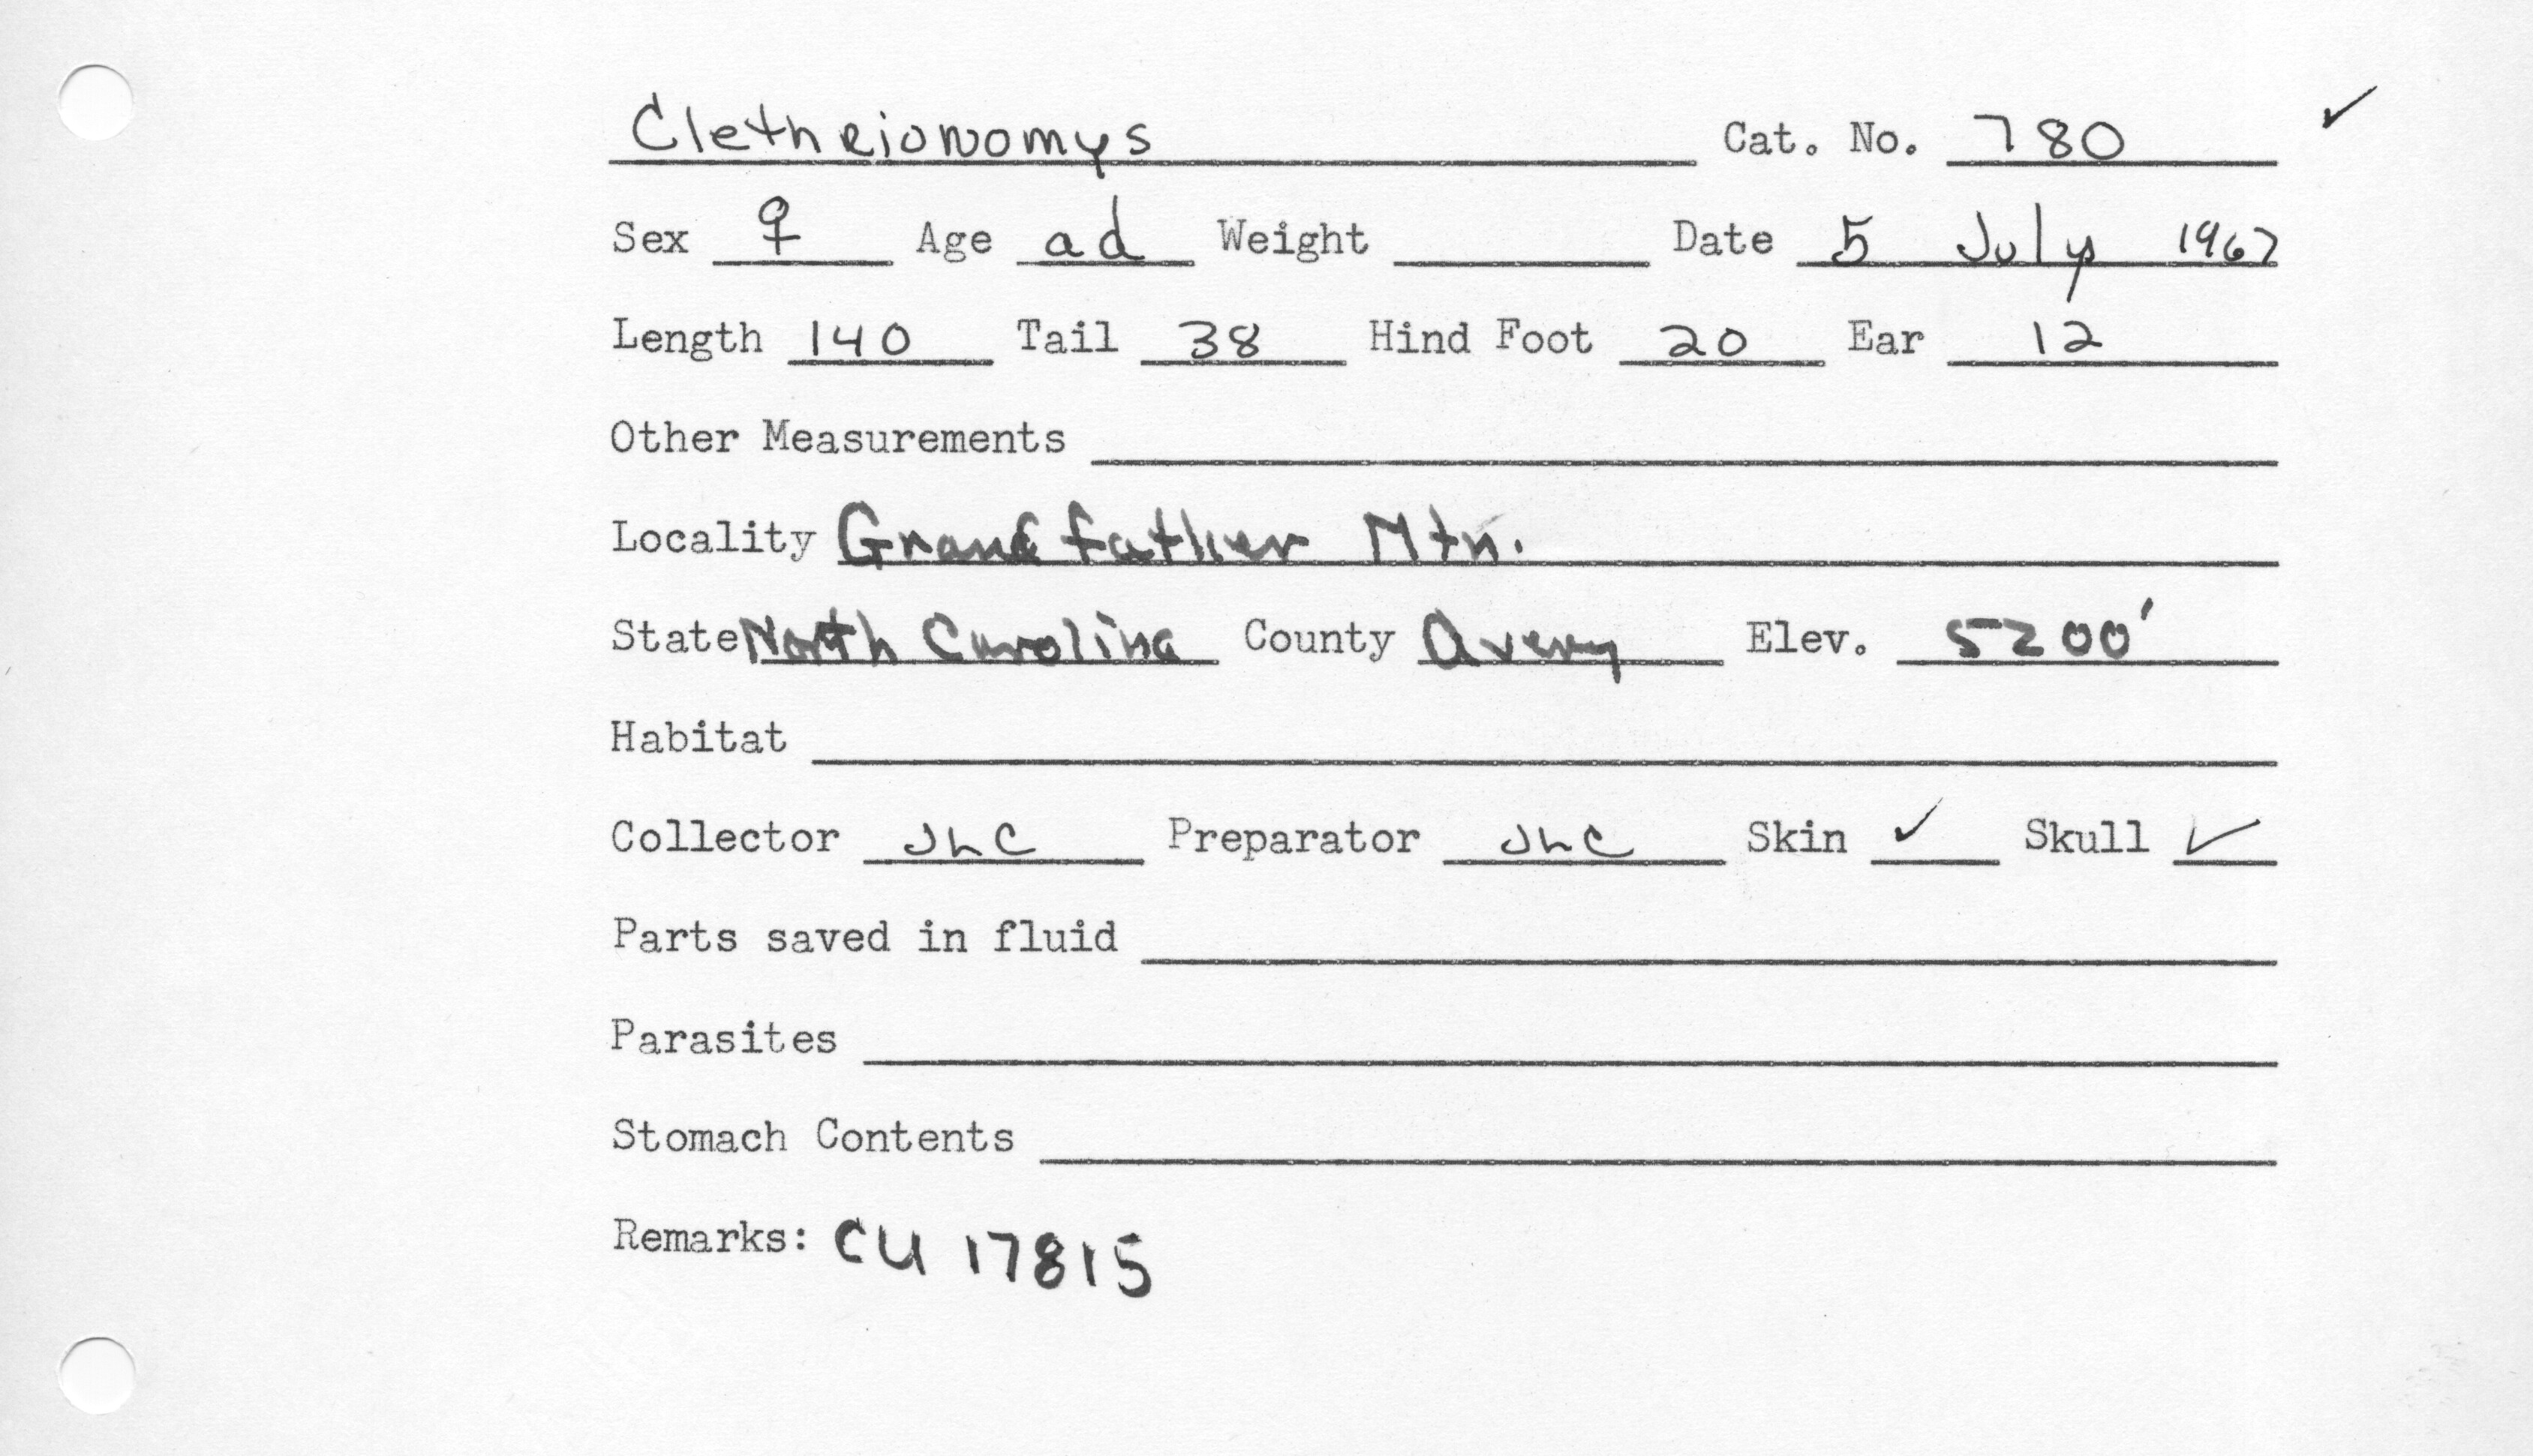 Clethrionomys Cat. No. 780 ✓
Sex ♀ Age ad Weight Date 5 July 1967
Length 140 Tail 38 Hind Foot 20 Ear 12
Other Measurements
Locality Grandfather Mtn.
State North Carolina County Avery Elev. 5200'
Habitat
Collector JLC Preparator JLC Skin ✓ Skull ✓
Parts saved in fluid
Parasites
Stomach Contents
Remarks: CU 17815